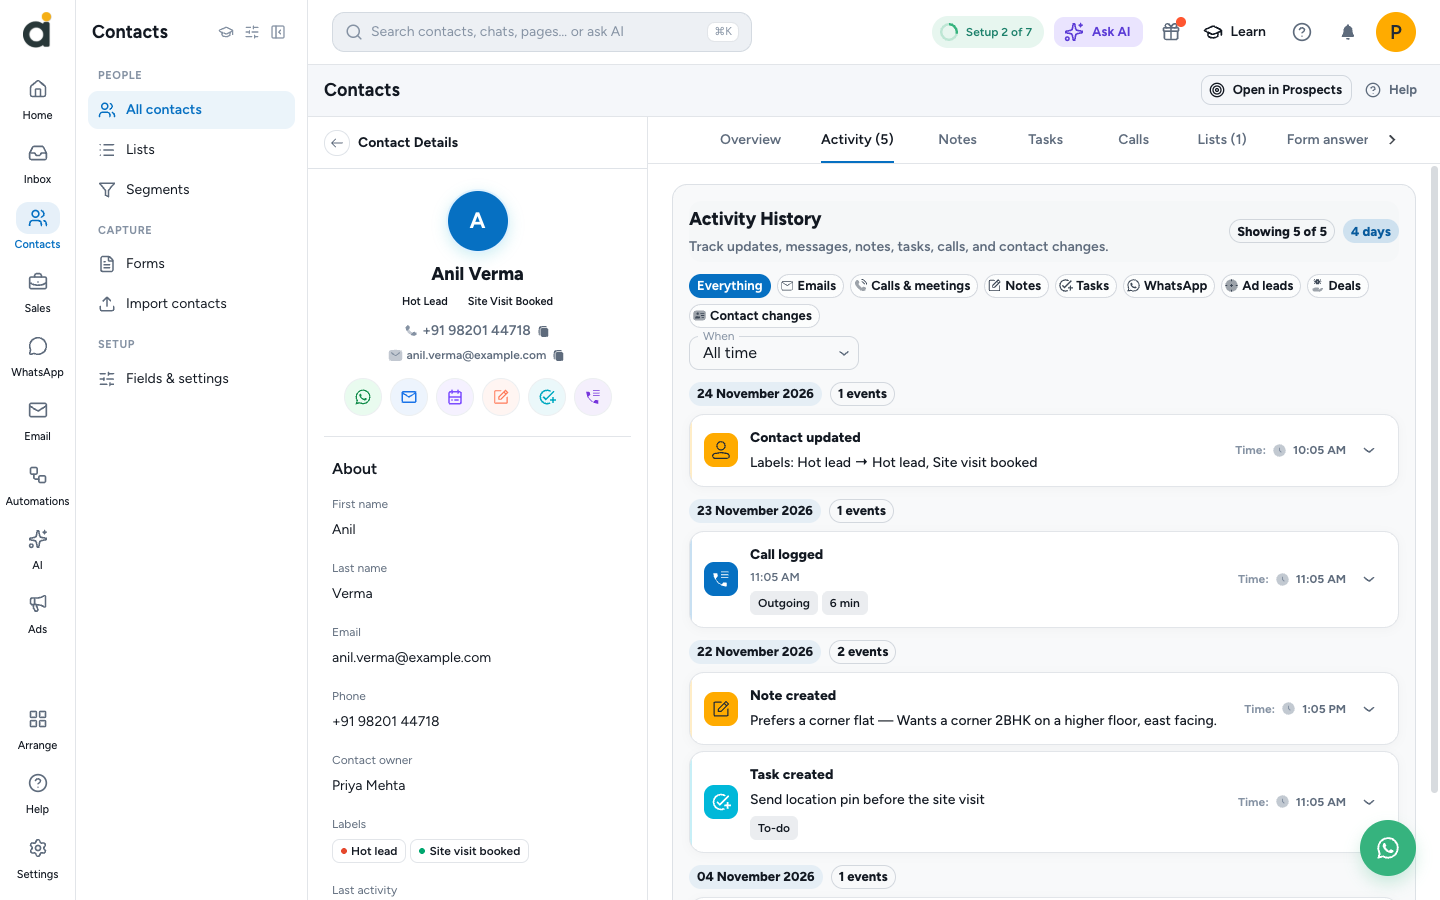 Contacts
Search contacts, chats, pages... or ask AI
⌘K
Setup 2 of 7
Ask AI
Learn
P
Home
Inbox
Contacts
Sales
WhatsApp
Email
Automations
AI
Ads
Arrange
Help
Settings
PEOPLE
All contacts
Lists
Segments
CAPTURE
Forms
Import contacts
SETUP
Fields & settings
Contacts
Open in Prospects
Help
Contact Details
A
Anil Verma
Hot Lead Site Visit Booked
+91 98201 44718
anil.verma@example.com
About
First name
Anil
Last name
Verma
Email
anil.verma@example.com
Phone
+91 98201 44718
Contact owner
Priya Mehta
Labels
Hot lead Site visit booked
Last activity
Overview Activity (5) Notes Tasks Calls Lists (1) Form answer
Activity History
Track updates, messages, notes, tasks, calls, and contact changes.
Showing 5 of 5 4 days
Everything Emails Calls & meetings Notes Tasks WhatsApp Ad leads Deals
Contact changes
When
All time
24 November 2026 1 events
Contact updated
Labels: Hot lead → Hot lead, Site visit booked
Time: 10:05 AM
23 November 2026 1 events
Call logged
11:05 AM
Outgoing 6 min
Time: 11:05 AM
22 November 2026 2 events
Note created
Prefers a corner flat — Wants a corner 2BHK on a higher floor, east facing.
Time: 1:05 PM
Task created
Send location pin before the site visit
To-do
Time: 11:05 AM
04 November 2026 1 events